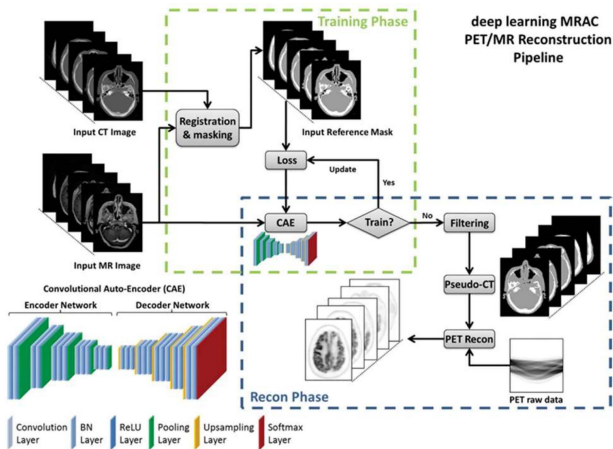 Training Phase
deep learning MRAC
PET/MR Reconstruction
Pipeline
Input CT Image
Registration
& masking
Input Reference Mask
Loss
Update
Yes
Input MR Image
CAE
Train?
No
Filtering
Pseudo-CT
PET Recon
PET raw data
Recon Phase
Convolutional Auto-Encoder (CAE)
Encoder Network
Decoder Network
Convolution
Layer
BN
Layer
ReLU
Layer
Pooling
Layer
Upsampling
Layer
Softmax
Layer